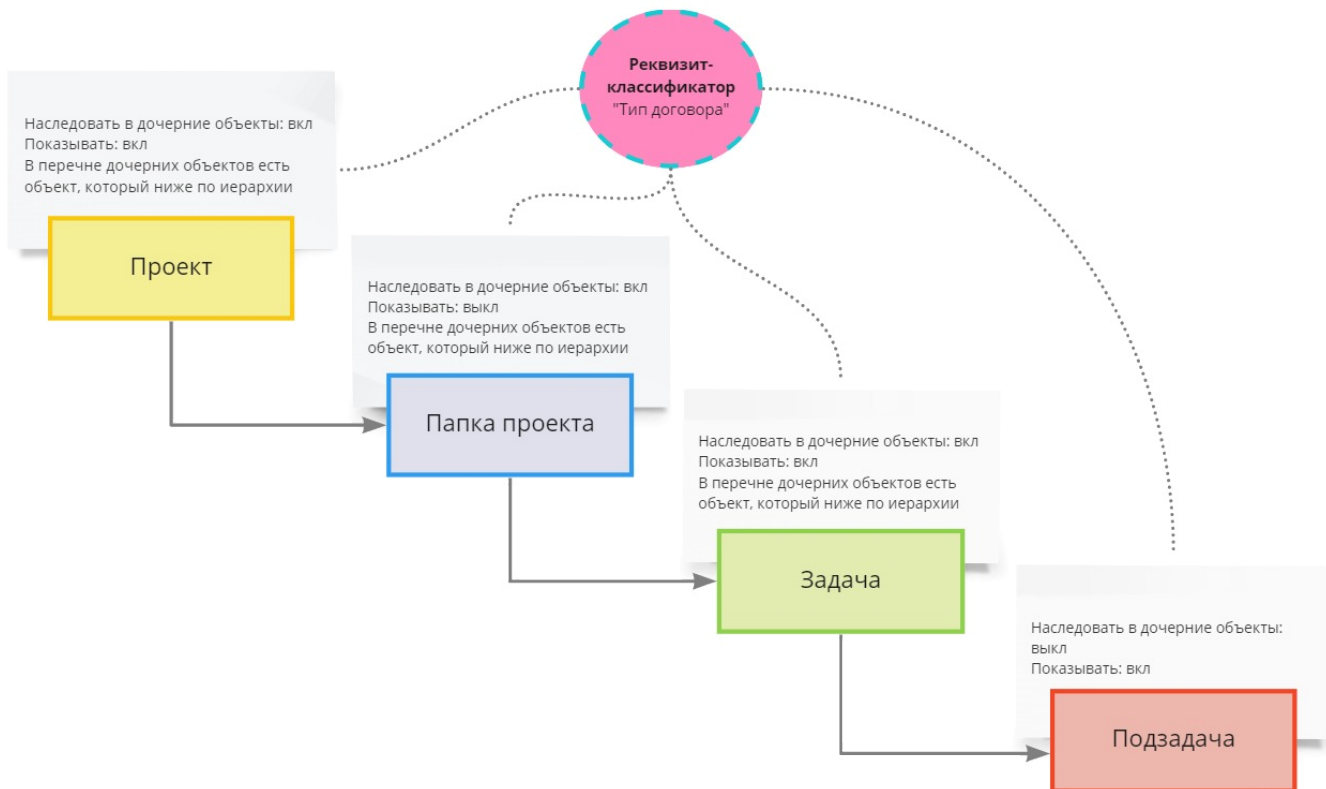 Реквизит-
классификатор
"Тип договора"
Наследовать в дочерние объекты: вкл
Показывать: вкл
В перечне дочерних объектов есть
объект, который ниже по иерархии
Проект
Наследовать в дочерние объекты: вкл
Показывать: выкл
В перечне дочерних объектов есть
объект, который ниже по иерархии
Папка проекта
Наследовать в дочерние объекты: вкл
Показывать: вкл
В перечне дочерних объектов есть
объект, который ниже по иерархии
Задача
Наследовать в дочерние объекты:
выкл
Показывать: вкл
Подзадача